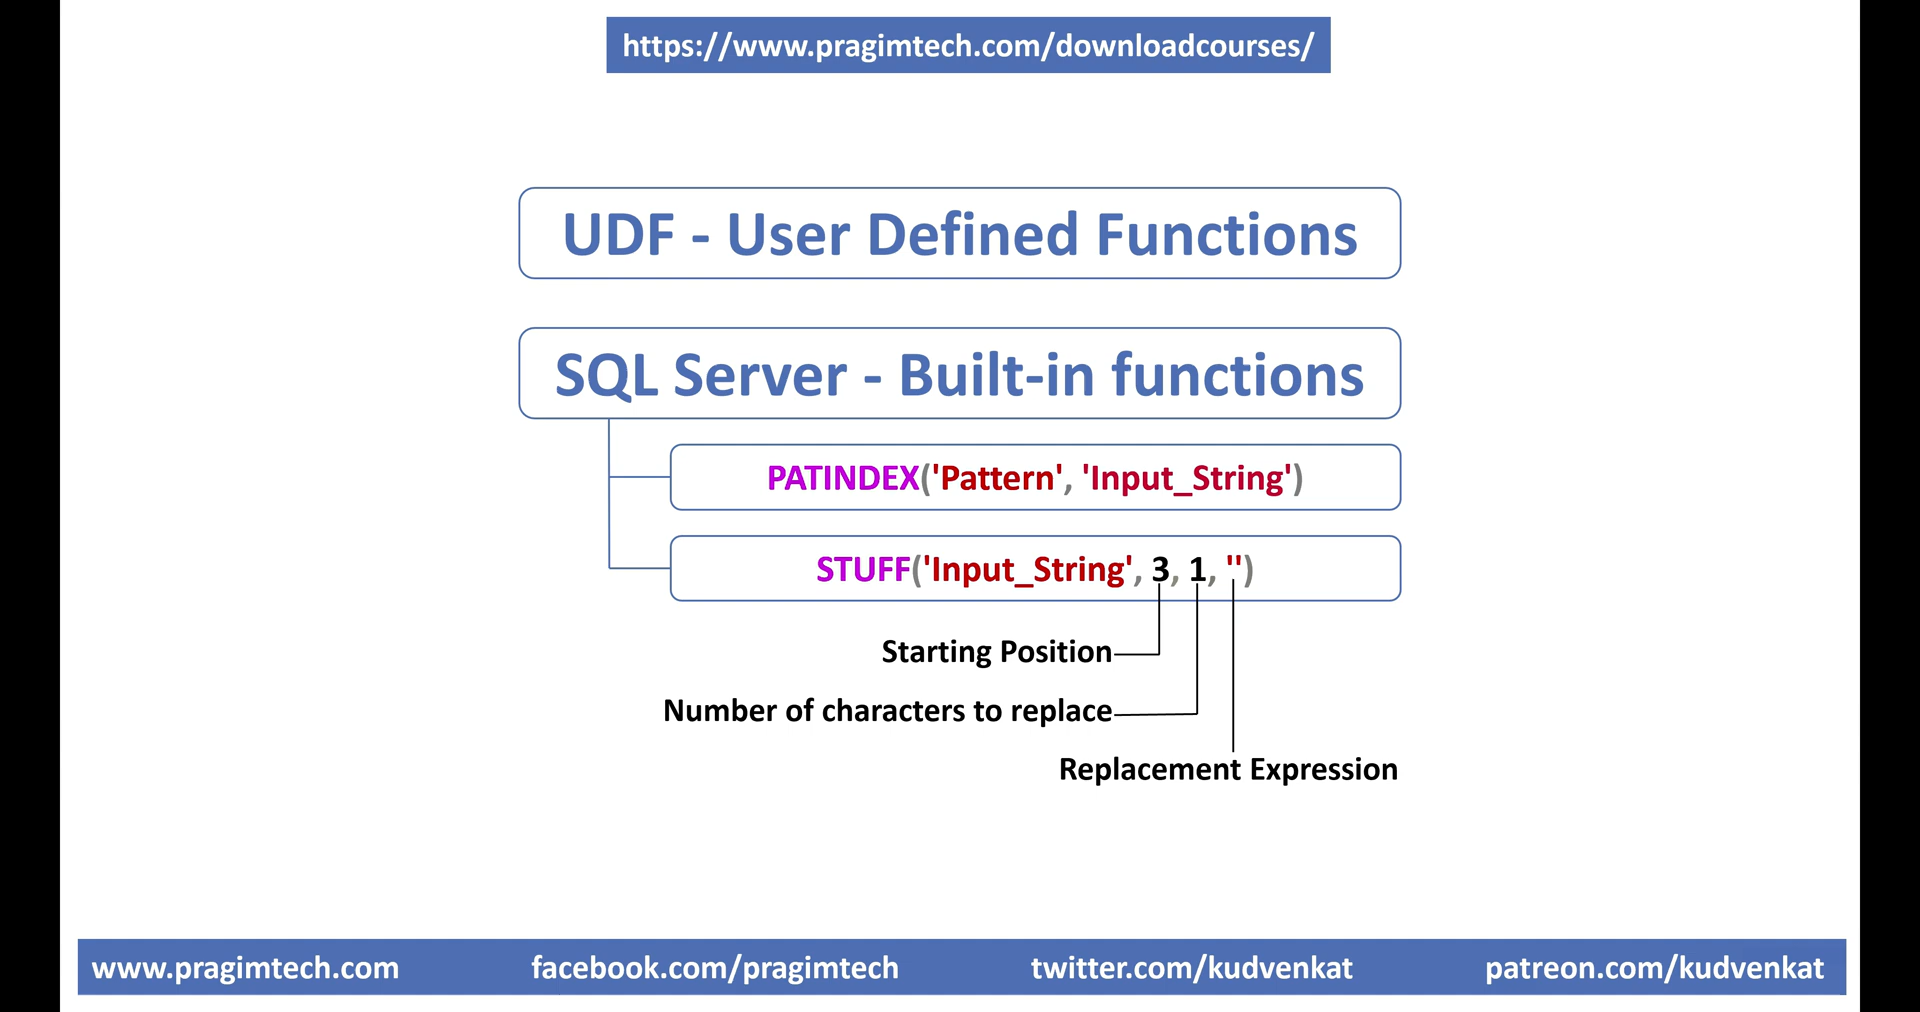 https://www.pragimtech.com/downloadcourses/
UDF - User Defined Functions
SQL Server - Built-in functions
PATINDEX('Pattern', 'Input_String')
STUFF('Input_String', 3, 1, '')
Starting Position
Number of characters to replace
Replacement Expression
www.pragimtech.com facebook.com/pragimtech twitter.com/kudvenkat patreon.com/kudvenkat